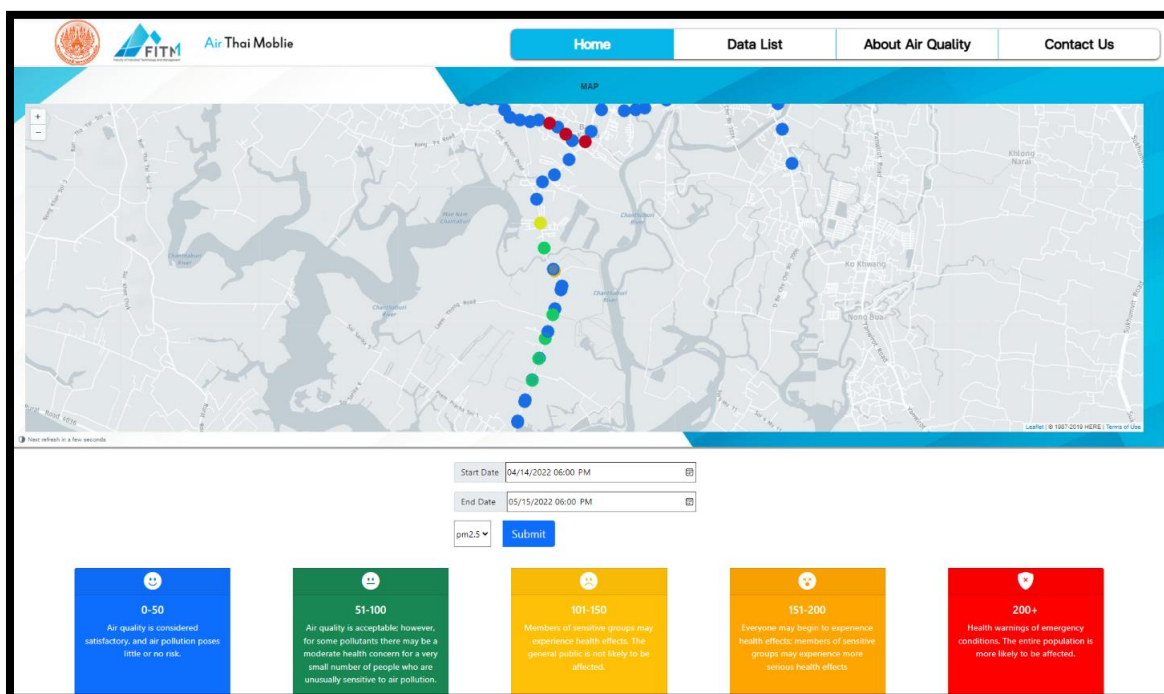 FITM
Air Thai Moblie
Home
Data List
About Air Quality
Contact Us
MAP
+
−
Khlong
Narai
Chanthaburi
River
Chanthaburi
River
Chanthaburi
River
Chanthaburi
River
Ko Khwang
Nong Bua
Next refresh in a few seconds
Leaflet | © 1987-2019 HERE | Terms of Use
Start Date 04/14/2022 06:00 PM
End Date 05/15/2022 06:00 PM
pm2.5
Submit
0-50
Air quality is considered
satisfactory, and air pollution poses
little or no risk.
51-100
Air quality is acceptable; however,
for some pollutants there may be a
moderate health concern for a very
small number of people who are
unusually sensitive to air pollution.
101-150
Members of sensitive groups may
experience health effects. The
general public is not likely to be
affected.
151-200
Everyone may begin to experience
health effects; members of sensitive
groups may experience more
serious health effects
200+
Health warnings of emergency
conditions. The entire population is
more likely to be affected.